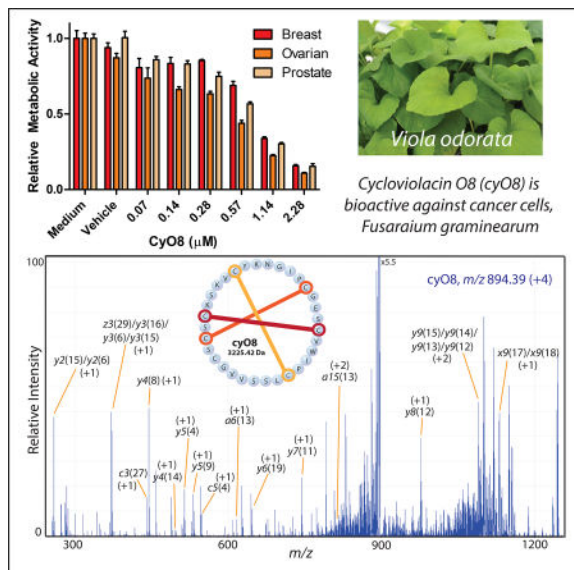 Relative Metabolic Activity
1.0
0.5
0.0
Breast
Ovarian
Prostate
Medium
Vehicle
0.07
0.14
0.28
0.57
1.14
2.28
CyO8 (μM)
Viola odorata
Cycloviolacin O8 (cyO8) is
bioactive against cancer cells,
Fusaraium graminearum
100
x5.5
cyO8, m/z 894.39 (+4)
cyO8
3225.42 Da
z3(29)/y3(16)/
y3(6)/y3(15)
(+1)
y2(15)/y2(6)
(+1)
y4(8) (+1)
c3(27)
(+1)
(+1)
y4(14)
(+1)
y5(4)
(+1)
y5(9)
(+1)
c5(4)
(+1)
a6(13)
(+1)
y6(19)
(+1)
y7(11)
(+2)
a15(13)
(+1)
y8(12)
y9(15)/y9(14)/
y9(13)/y9(12)
(+2)
x9(17)/x9(18)
(+1)
Relative Intensity
0
300
600
900
1200
m/z